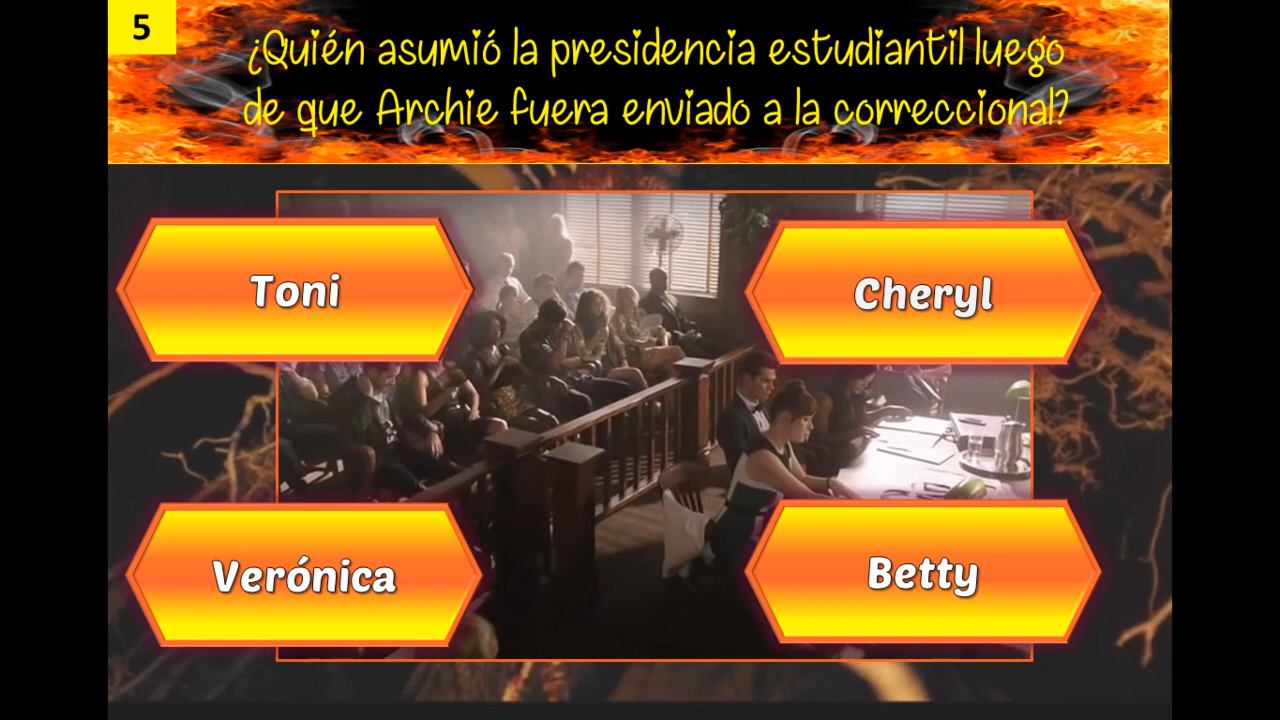 5
¿Quién asumió la presidencia estudiantil luego
de que Archie fuera enviado a la correccional?
Toni
Cheryl
Verónica
Betty